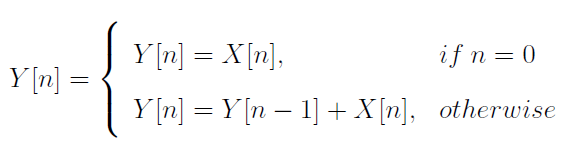 Y[n] = { Y[n] = X[n], if n = 0
Y[n] = Y[n − 1] + X[n], otherwise